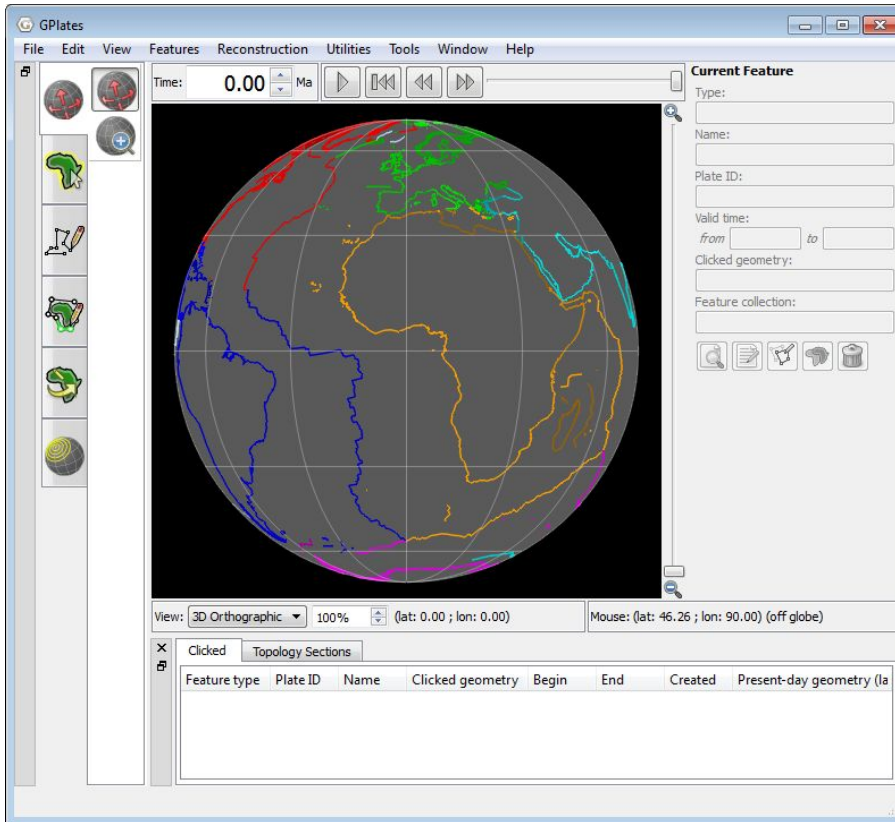 GPlates
File Edit View Features Reconstruction Utilities Tools Window Help
Time: 0.00 Ma
Current Feature
Type:
Name:
Plate ID:
Valid time:
from to
Clicked geometry:
Feature collection:
View: 3D Orthographic 100% (lat: 0.00 ; lon: 0.00) Mouse: (lat: 46.26 ; lon: 90.00) (off globe)
Clicked Topology Sections
Feature type Plate ID Name Clicked geometry Begin End Created Present-day geometry (la